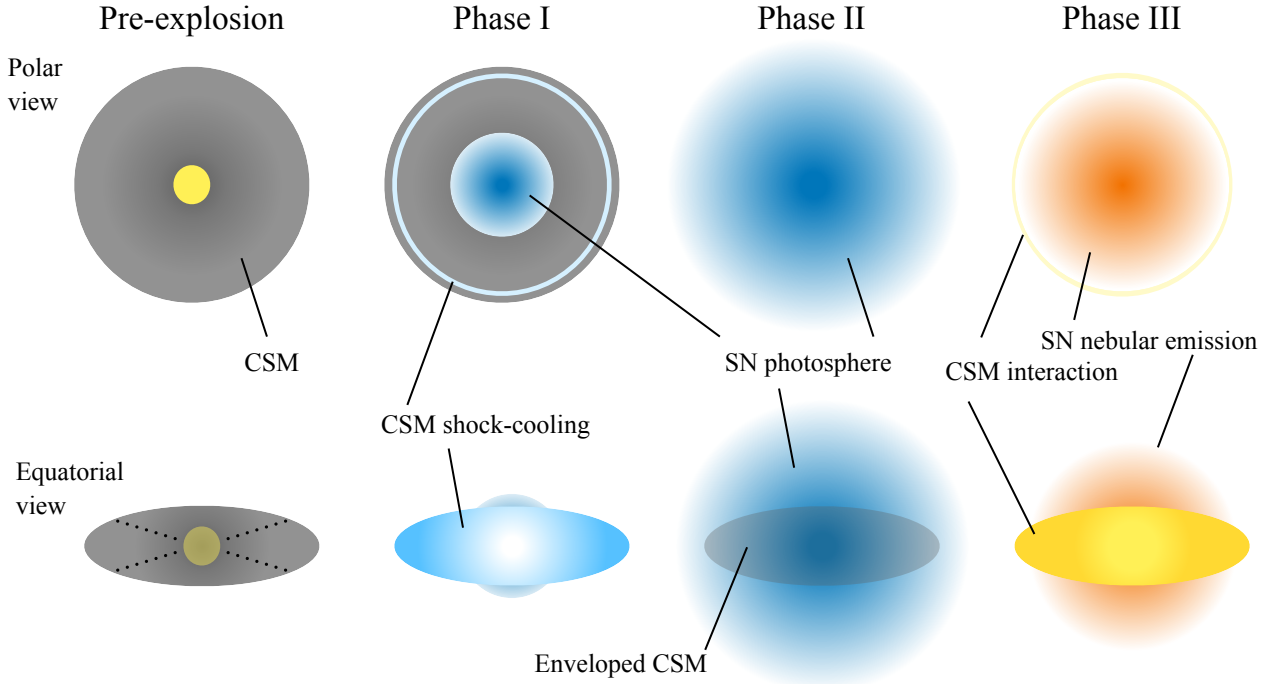 Pre-explosion
Phase I
Phase II
Phase III
Polar
view
CSM
SN photosphere
SN nebular emission
CSM interaction
CSM shock-cooling
Equatorial
view
Enveloped CSM